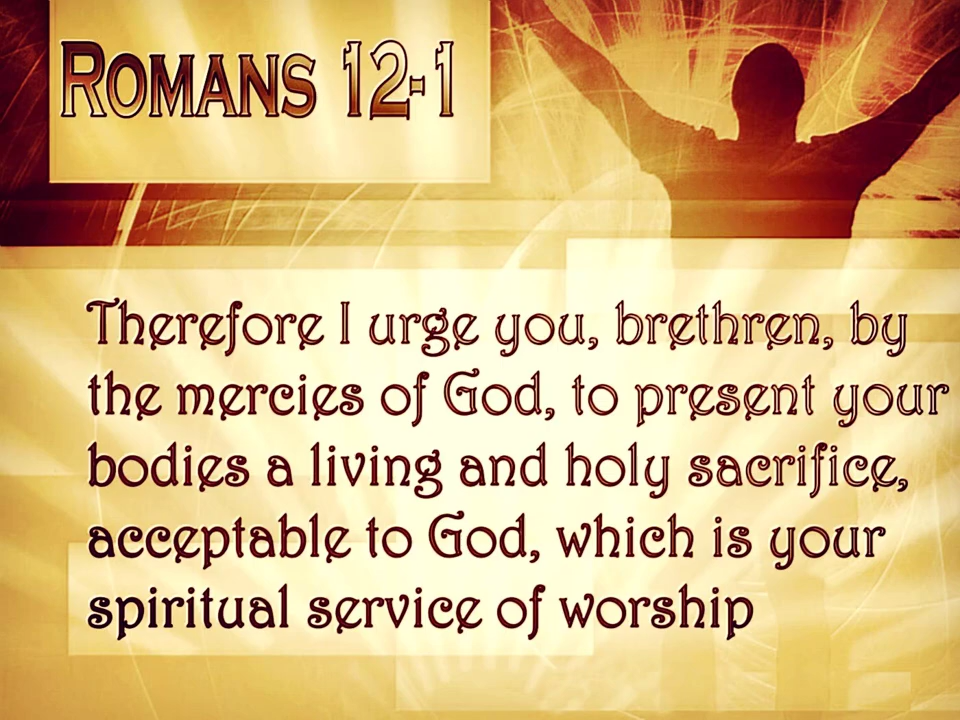 Romans 12-1
Therefore I urge you, brethren, by
the mercies of God, to present your
bodies a living and holy sacrifice,
acceptable to God, which is your
spiritual service of worship